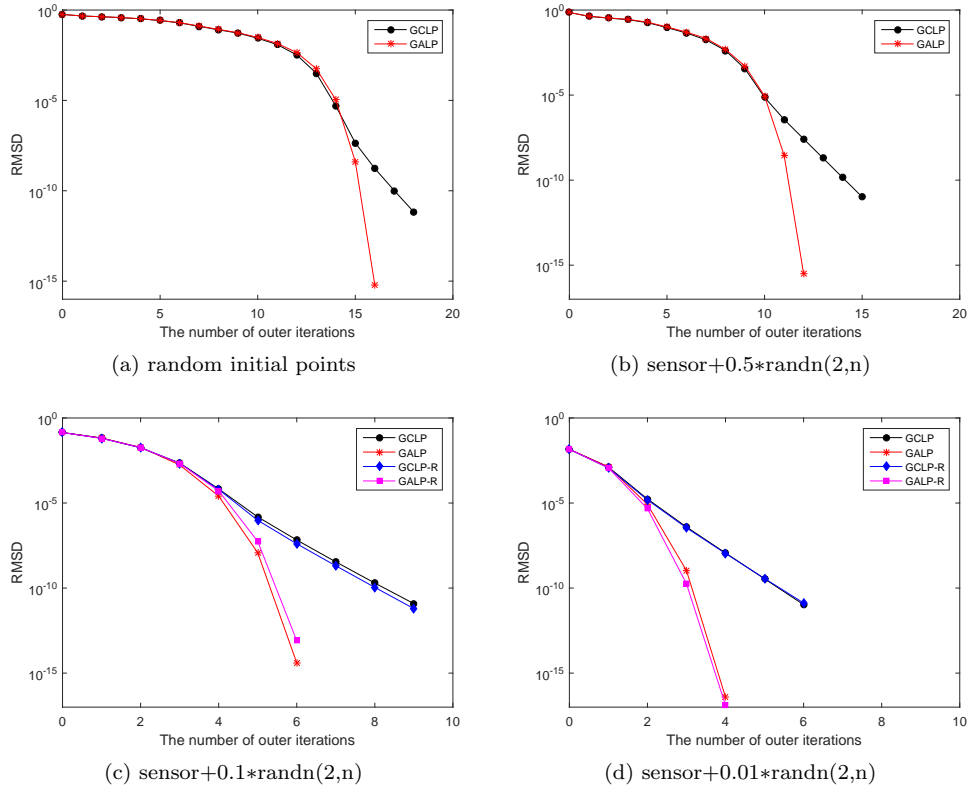 10^0
10^-5
10^-10
10^-15
RMSD
0 5 10 15 20
The number of outer iterations
GCLP
GALP
(a) random initial points
10^0
10^-5
10^-10
10^-15
RMSD
0 5 10 15 20
The number of outer iterations
GCLP
GALP
(b) sensor+0.5*randn(2,n)
10^0
10^-5
10^-10
10^-15
RMSD
0 2 4 6 8 10
The number of outer iterations
GCLP
GALP
GCLP-R
GALP-R
(c) sensor+0.1*randn(2,n)
10^0
10^-5
10^-10
10^-15
RMSD
0 2 4 6 8 10
The number of outer iterations
GCLP
GALP
GCLP-R
GALP-R
(d) sensor+0.01*randn(2,n)